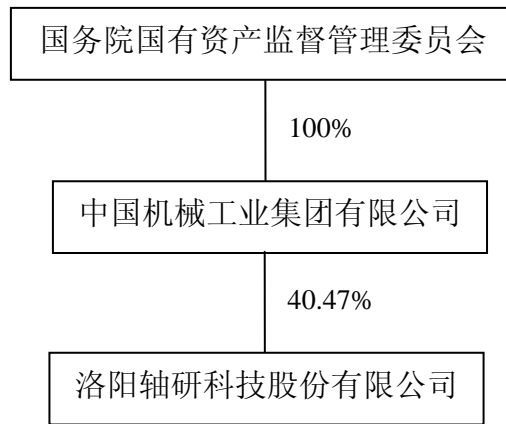 国务院国有资产监督管理委员会
100%
中国机械工业集团有限公司
40.47%
洛阳轴研科技股份有限公司